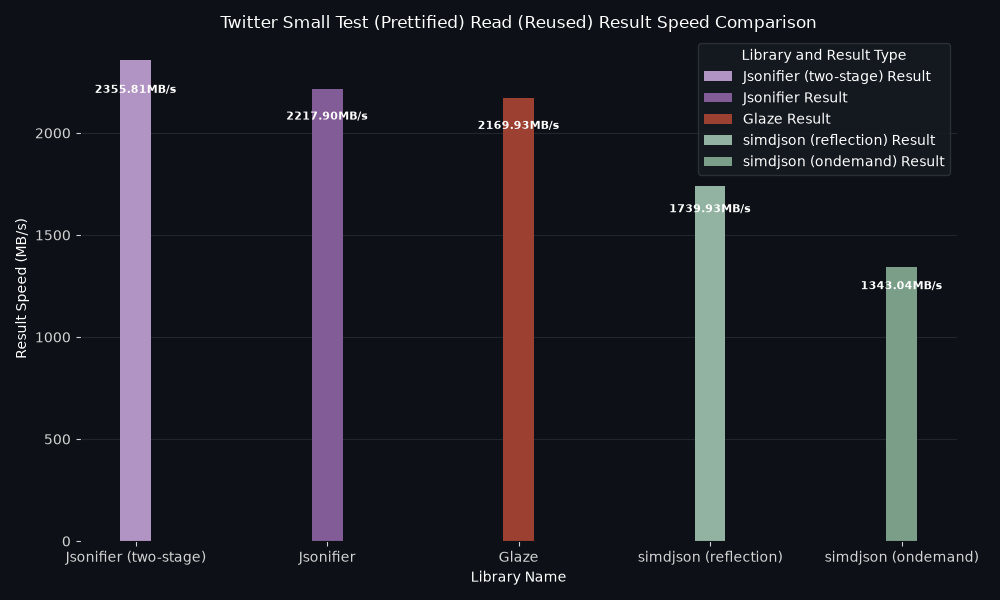 Twitter Small Test (Prettified) Read (Reused) Result Speed Comparison
Library and Result Type
Jsonifier (two-stage) Result
Jsonifier Result
Glaze Result
simdjson (reflection) Result
simdjson (ondemand) Result
2355.81MB/s
2217.90MB/s
2169.93MB/s
1739.93MB/s
1343.04MB/s
Result Speed (MB/s)
2000
1500
1000
500
0
Jsonifier (two-stage)
Jsonifier
Glaze
simdjson (reflection)
simdjson (ondemand)
Library Name